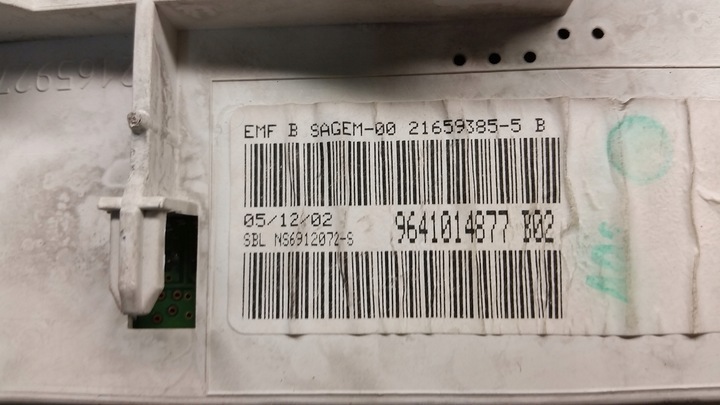 EMF B SAGEM-00 21659385-5 B
05/12/02
SBL NS6912072-S
9641014877 B02